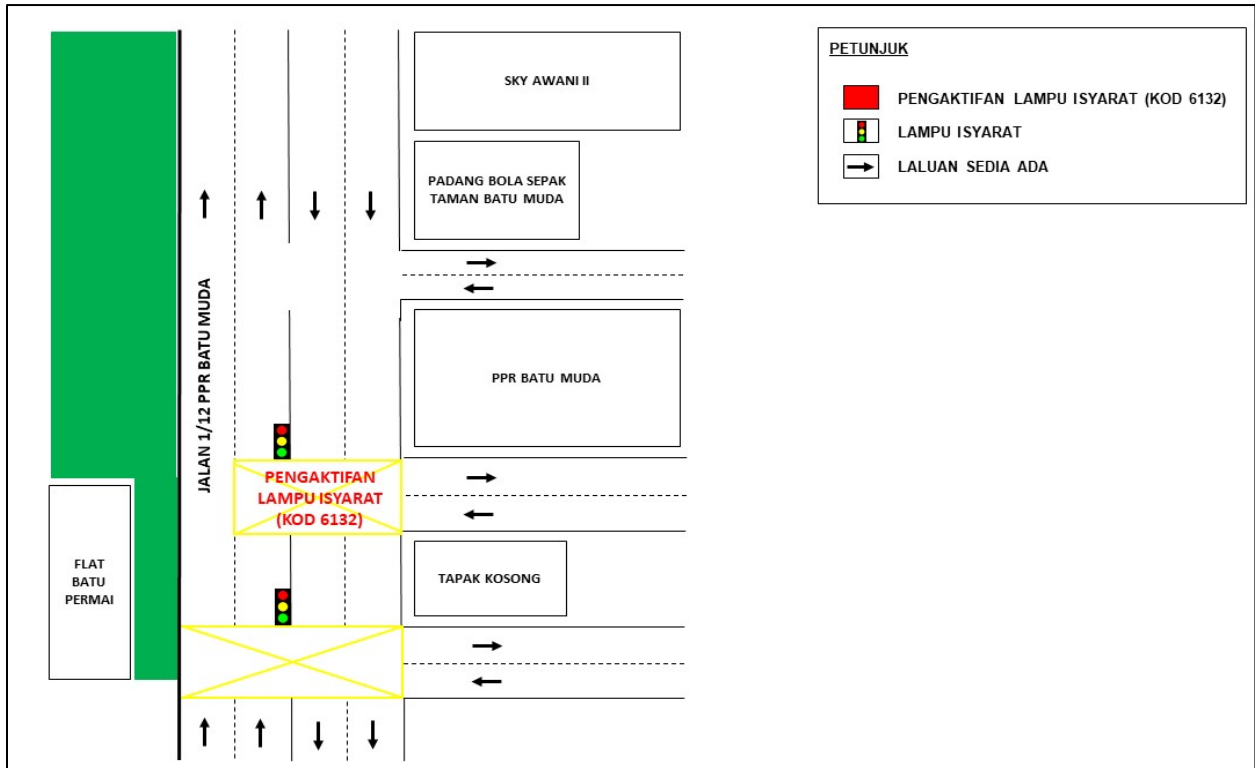 SKY AWANI II
PADANG BOLA SEPAK
TAMAN BATU MUDA
JALAN 1/12 PPR BATU MUDA
PPR BATU MUDA
PENGAKTIFAN
LAMPU ISYARAT
(KOD 6132)
FLAT
BATU
PERMAI
TAPAK KOSONG
PETUNJUK
PENGAKTIFAN LAMPU ISYARAT (KOD 6132)
LAMPU ISYARAT
LALUAN SEDIA ADA